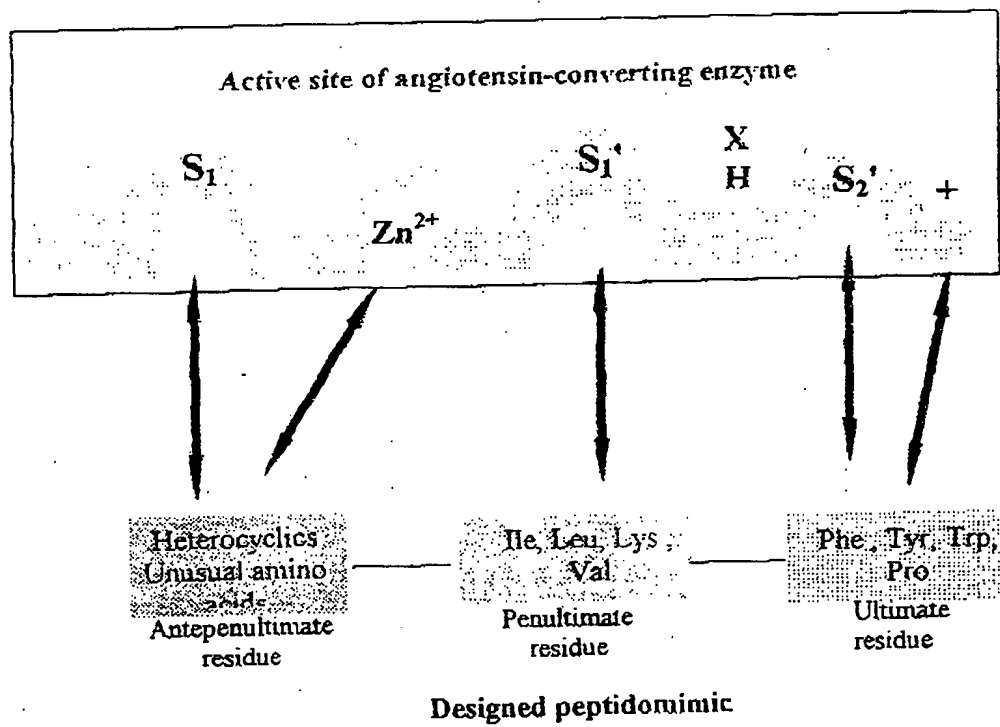 Active site of angiotensin-converting enzyme
S₁
Zn²⁺
S₁'
X
H
S₂'
+
Heterocyclics
Unusual amino
acids
Antepenultimate
residue
Ile, Leu, Lys,
Val
Penultimate
residue
Phe, Tyr, Trp,
Pro
Ultimate
residue
Designed peptidomimic